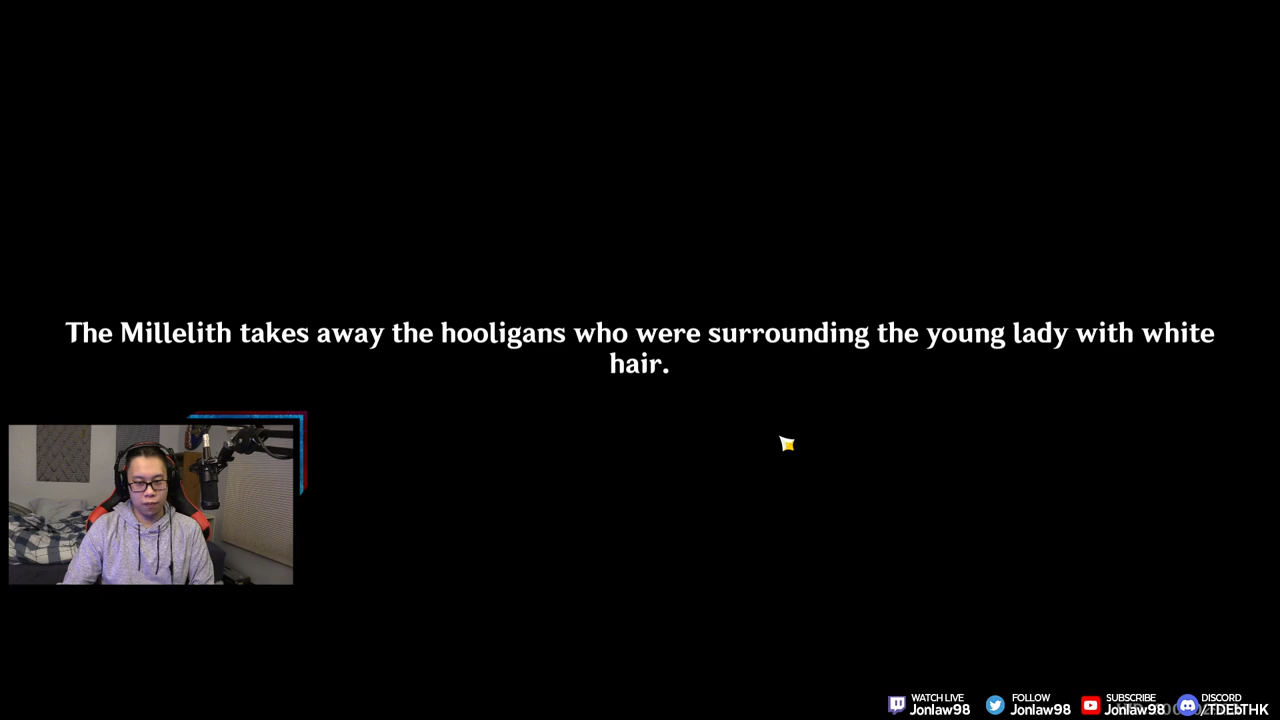 The Millelith takes away the hooligans who were surrounding the young lady with white
hair.
WATCH LIVE
Jonlaw98
FOLLOW
Jonlaw98
SUBSCRIBE
Jonlaw98
DISCORD